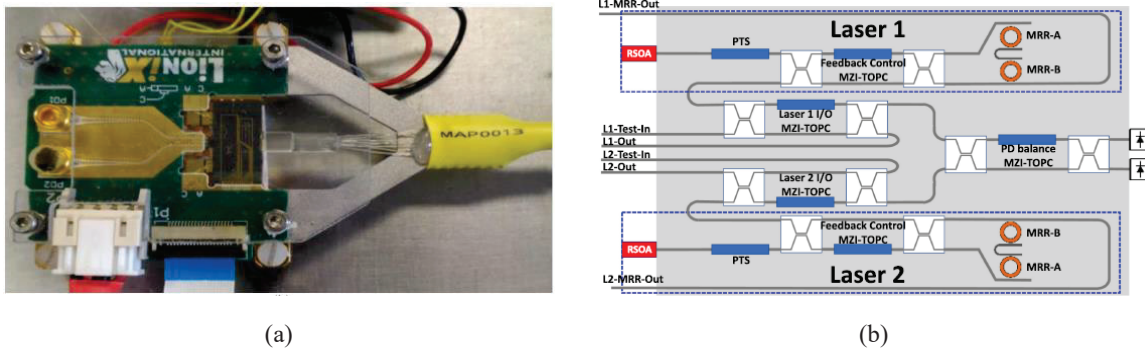 LiONiX
INTERNATIONAL
PD1
PD2
P1
MAP0013
(a)
L1-MRR-Out
Laser 1
RSOA
PTS
Feedback Control
MZI-TOPC
MRR-A
MRR-B
Laser 1 I/O
MZI-TOPC
L1-Test-In
L1-Out
L2-Test-In
L2-Out
PD balance
MZI-TOPC
Laser 2 I/O
MZI-TOPC
Feedback Control
MZI-TOPC
MRR-B
RSOA
PTS
Laser 2
MRR-A
L2-MRR-Out
(b)